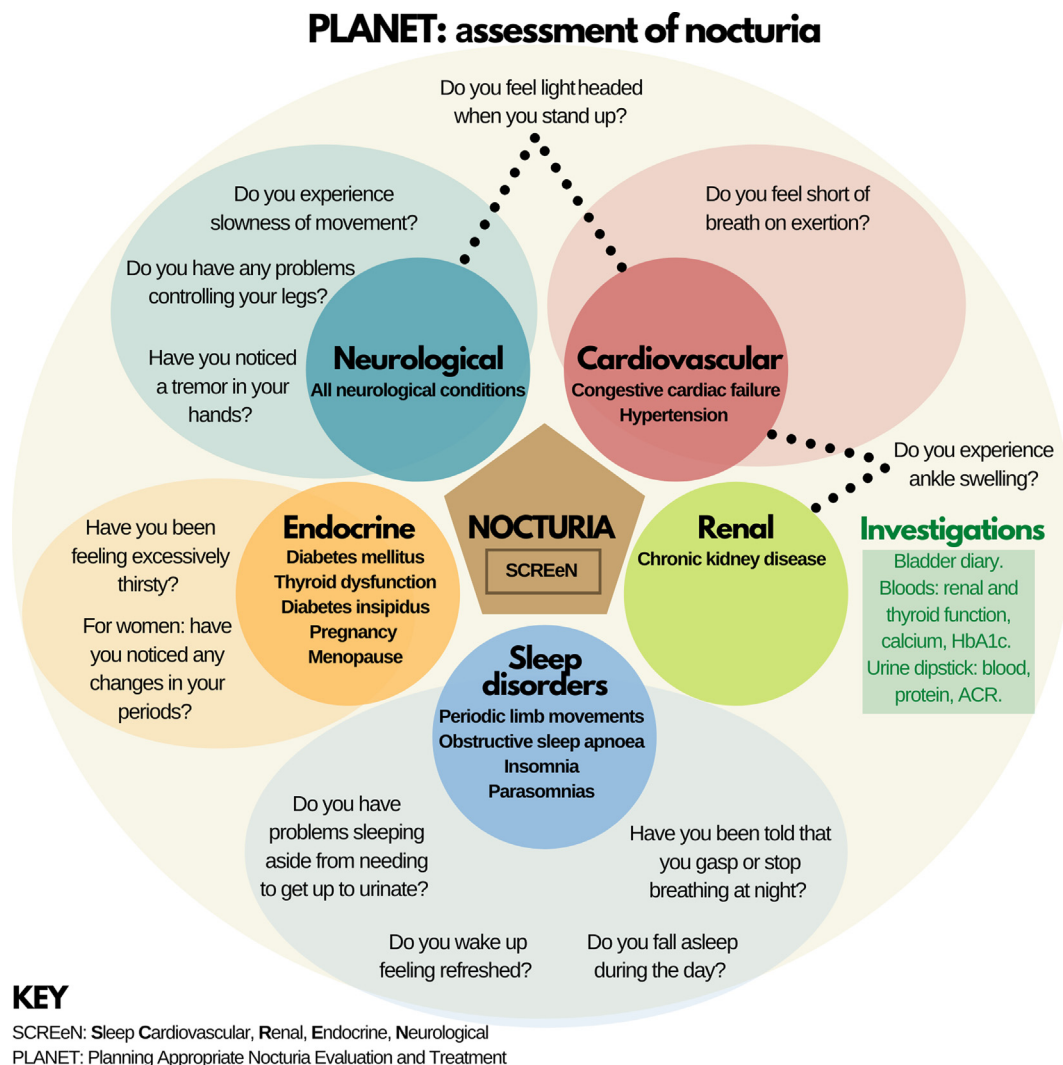 PLANET: assessment of nocturia
Do you feel light headed
when you stand up?
Do you experience
slowness of movement?
Do you have any problems
controlling your legs?
Have you noticed
a tremor in your
hands?
Neurological
All neurological conditions
Do you feel short of
breath on exertion?
Cardiovascular
Congestive cardiac failure
Hypertension
Do you experience
ankle swelling?
Have you been
feeling excessively
thirsty?
For women: have
you noticed any
changes in your
periods?
Endocrine
Diabetes mellitus
Thyroid dysfunction
Diabetes insipidus
Pregnancy
Menopause
NOCTURIA
SCREeN
Renal
Chronic kidney disease
Investigations
Bladder diary.
Bloods: renal and
thyroid function,
calcium, HbA1c.
Urine dipstick: blood,
protein, ACR.
Sleep
disorders
Periodic limb movements
Obstructive sleep apnoea
Insomnia
Parasomnias
Do you have
problems sleeping
aside from needing
to get up to urinate?
Have you been told that
you gasp or stop
breathing at night?
Do you wake up
feeling refreshed?
Do you fall asleep
during the day?
KEY
SCREeN: Sleep Cardiovascular, Renal, Endocrine, Neurological
PLANET: Planning Appropriate Nocturia Evaluation and Treatment